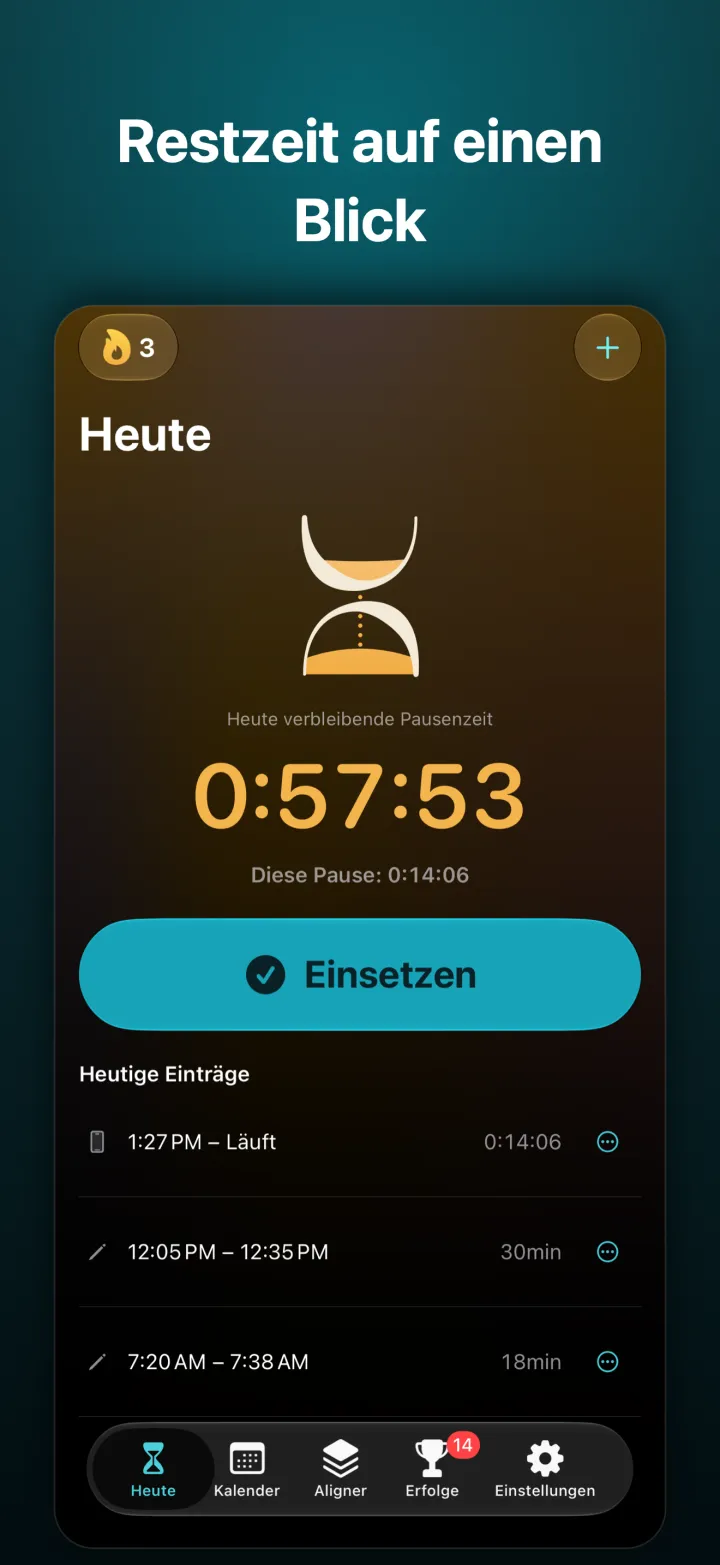 Restzeit auf einen
Blick
3
Heute
Heute verbleibende Pausenzeit
0:57:53
Diese Pause: 0:14:06
Einsetzen
Heutige Einträge
1:27 PM – Läuft 0:14:06
12:05 PM – 12:35 PM 30min
7:20 AM – 7:38 AM 18min
14
Heute Kalender Aligner Erfolge Einstellungen